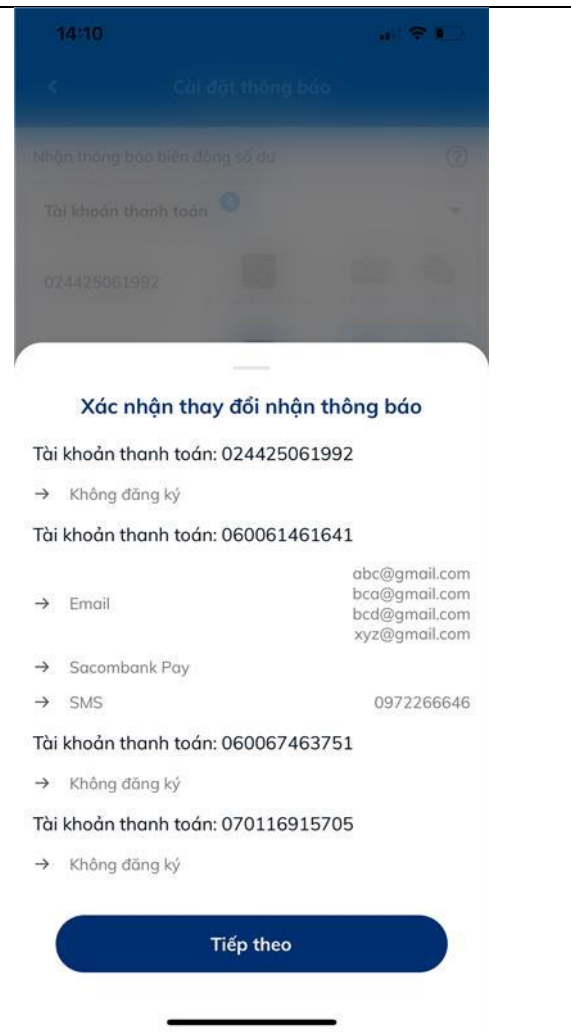 14:10
Cài đặt thông báo
Nhận thông báo biến động số dư
Tài khoản thanh toán
024425061992
Xác nhận thay đổi nhận thông báo
Tài khoản thanh toán: 024425061992
→ Không đăng ký
Tài khoản thanh toán: 060061461641
abc@gmail.com
bca@gmail.com
→ Email
bcd@gmail.com
xyz@gmail.com
→ Sacombank Pay
→ SMS 0972266646
Tài khoản thanh toán: 060067463751
→ Không đăng ký
Tài khoản thanh toán: 070116915705
→ Không đăng ký
Tiếp theo